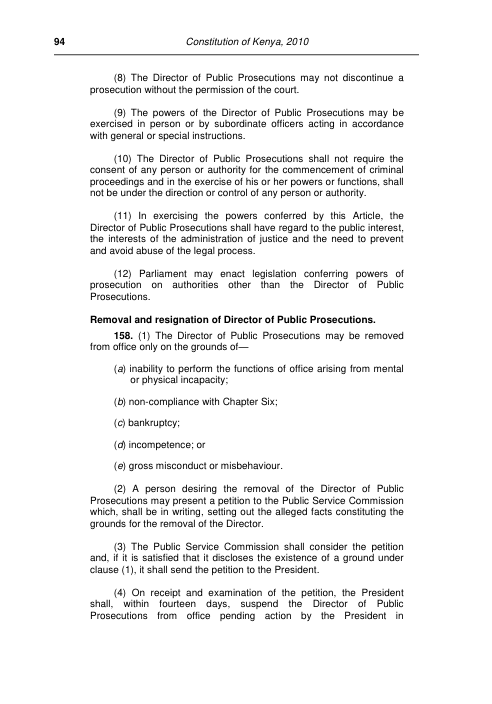 94 Constitution of Kenya, 2010
(8) The Director of Public Prosecutions may not discontinue a
prosecution without the permission of the court.
(9) The powers of the Director of Public Prosecutions may be
exercised in person or by subordinate officers acting in accordance
with general or special instructions.
(10) The Director of Public Prosecutions shall not require the
consent of any person or authority for the commencement of criminal
proceedings and in the exercise of his or her powers or functions, shall
not be under the direction or control of any person or authority.
(11) In exercising the powers conferred by this Article, the
Director of Public Prosecutions shall have regard to the public interest,
the interests of the administration of justice and the need to prevent
and avoid abuse of the legal process.
(12) Parliament may enact legislation conferring powers of
prosecution on authorities other than the Director of Public
Prosecutions.
Removal and resignation of Director of Public Prosecutions.
158. (1) The Director of Public Prosecutions may be removed
from office only on the grounds of—
(a) inability to perform the functions of office arising from mental
or physical incapacity;
(b) non-compliance with Chapter Six;
(c) bankruptcy;
(d) incompetence; or
(e) gross misconduct or misbehaviour.
(2) A person desiring the removal of the Director of Public
Prosecutions may present a petition to the Public Service Commission
which, shall be in writing, setting out the alleged facts constituting the
grounds for the removal of the Director.
(3) The Public Service Commission shall consider the petition
and, if it is satisfied that it discloses the existence of a ground under
clause (1), it shall send the petition to the President.
(4) On receipt and examination of the petition, the President
shall, within fourteen days, suspend the Director of Public
Prosecutions from office pending action by the President in